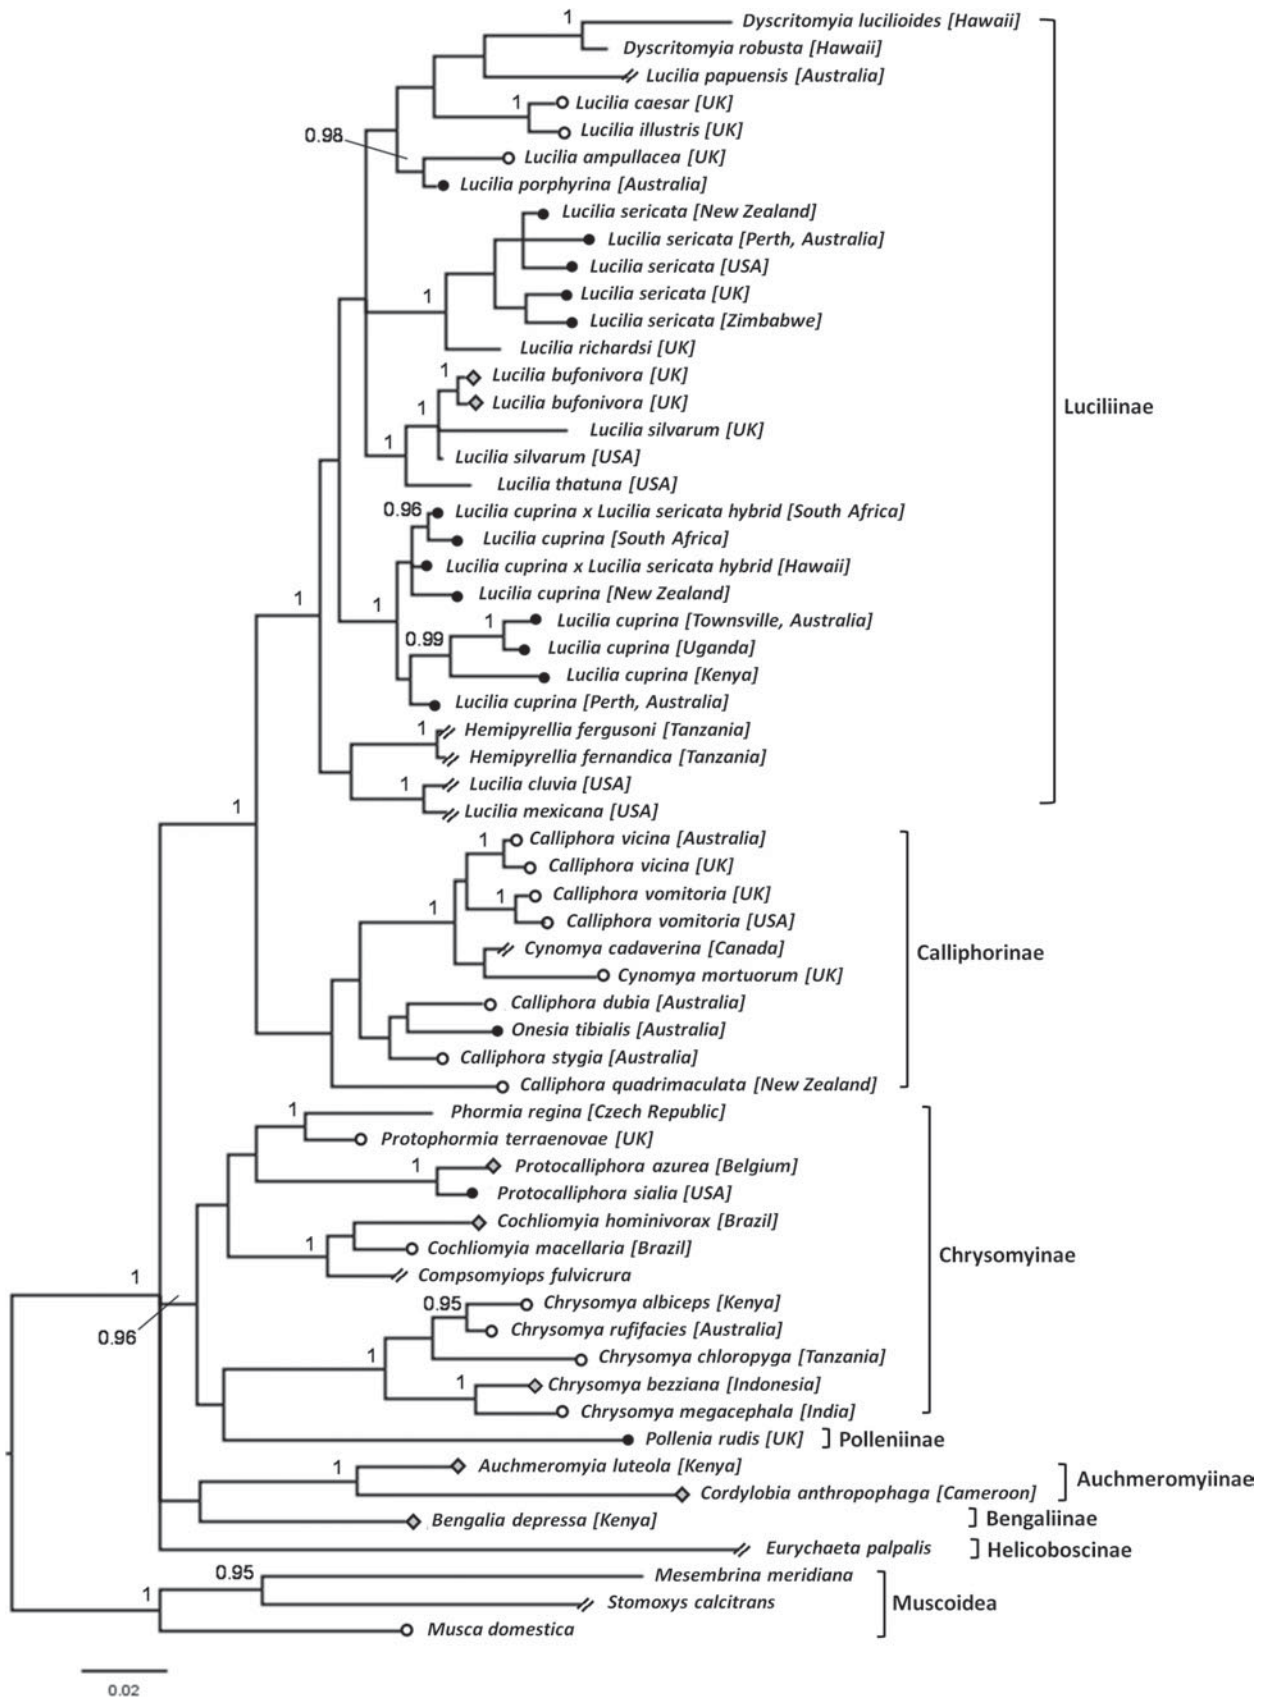 1
Dyscritomyia lucilioides [Hawaii]
Dyscritomyia robusta [Hawaii]
Lucilia papuensis [Australia]
1
Lucilia caesar [UK]
Lucilia illustris [UK]
0.98
Lucilia ampullacea [UK]
Lucilia porphyrina [Australia]
Lucilia sericata [New Zealand]
Lucilia sericata [Perth, Australia]
Lucilia sericata [USA]
1
Lucilia sericata [UK]
Lucilia sericata [Zimbabwe]
Lucilia richardsi [UK]
1
Lucilia bufonivora [UK]
1
Lucilia bufonivora [UK]
Luciliinae
Lucilia silvarum [UK]
1
Lucilia silvarum [USA]
Lucilia thatuna [USA]
0.96
Lucilia cuprina x Lucilia sericata hybrid [South Africa]
Lucilia cuprina [South Africa]
Lucilia cuprina x Lucilia sericata hybrid [Hawaii]
1
1
Lucilia cuprina [New Zealand]
1
Lucilia cuprina [Townsville, Australia]
0.99
Lucilia cuprina [Uganda]
Lucilia cuprina [Kenya]
Lucilia cuprina [Perth, Australia]
1
Hemipyrellia fergusoni [Tanzania]
Hemipyrellia fernandica [Tanzania]
1
Lucilia cluvia [USA]
1
Lucilia mexicana [USA]
1
Calliphora vicina [Australia]
Calliphora vicina [UK]
1
Calliphora vomitoria [UK]
1
Calliphora vomitoria [USA]
Cynomya cadaverina [Canada]
Calliphorinae
Cynomya mortuorum [UK]
Calliphora dubia [Australia]
Onesia tibialis [Australia]
Calliphora stygia [Australia]
Calliphora quadrimaculata [New Zealand]
1
Phormia regina [Czech Republic]
Protophormia terraenovae [UK]
1
Protocalliphora azurea [Belgium]
Protocalliphora sialia [USA]
Cochliomyia hominivorax [Brazil]
1
Cochliomyia macellaria [Brazil]
Chrysomyinae
1
Compsomyiops fulvicrura
0.95
Chrysomya albiceps [Kenya]
0.96
Chrysomya rufifacies [Australia]
1
Chrysomya chloropyga [Tanzania]
1
Chrysomya bezziana [Indonesia]
Chrysomya megacephala [India]
Pollenia rudis [UK]
Polleniinae
1
Auchmeromyia luteola [Kenya]
Auchmeromyiinae
Cordylobia anthropophaga [Cameroon]
Bengalia depressa [Kenya]
Bengaliinae
Eurychaeta palpalis
Helicoboscinae
0.95
Mesembrina meridiana
1
Stomoxys calcitrans
Muscoidea
Musca domestica
0.02